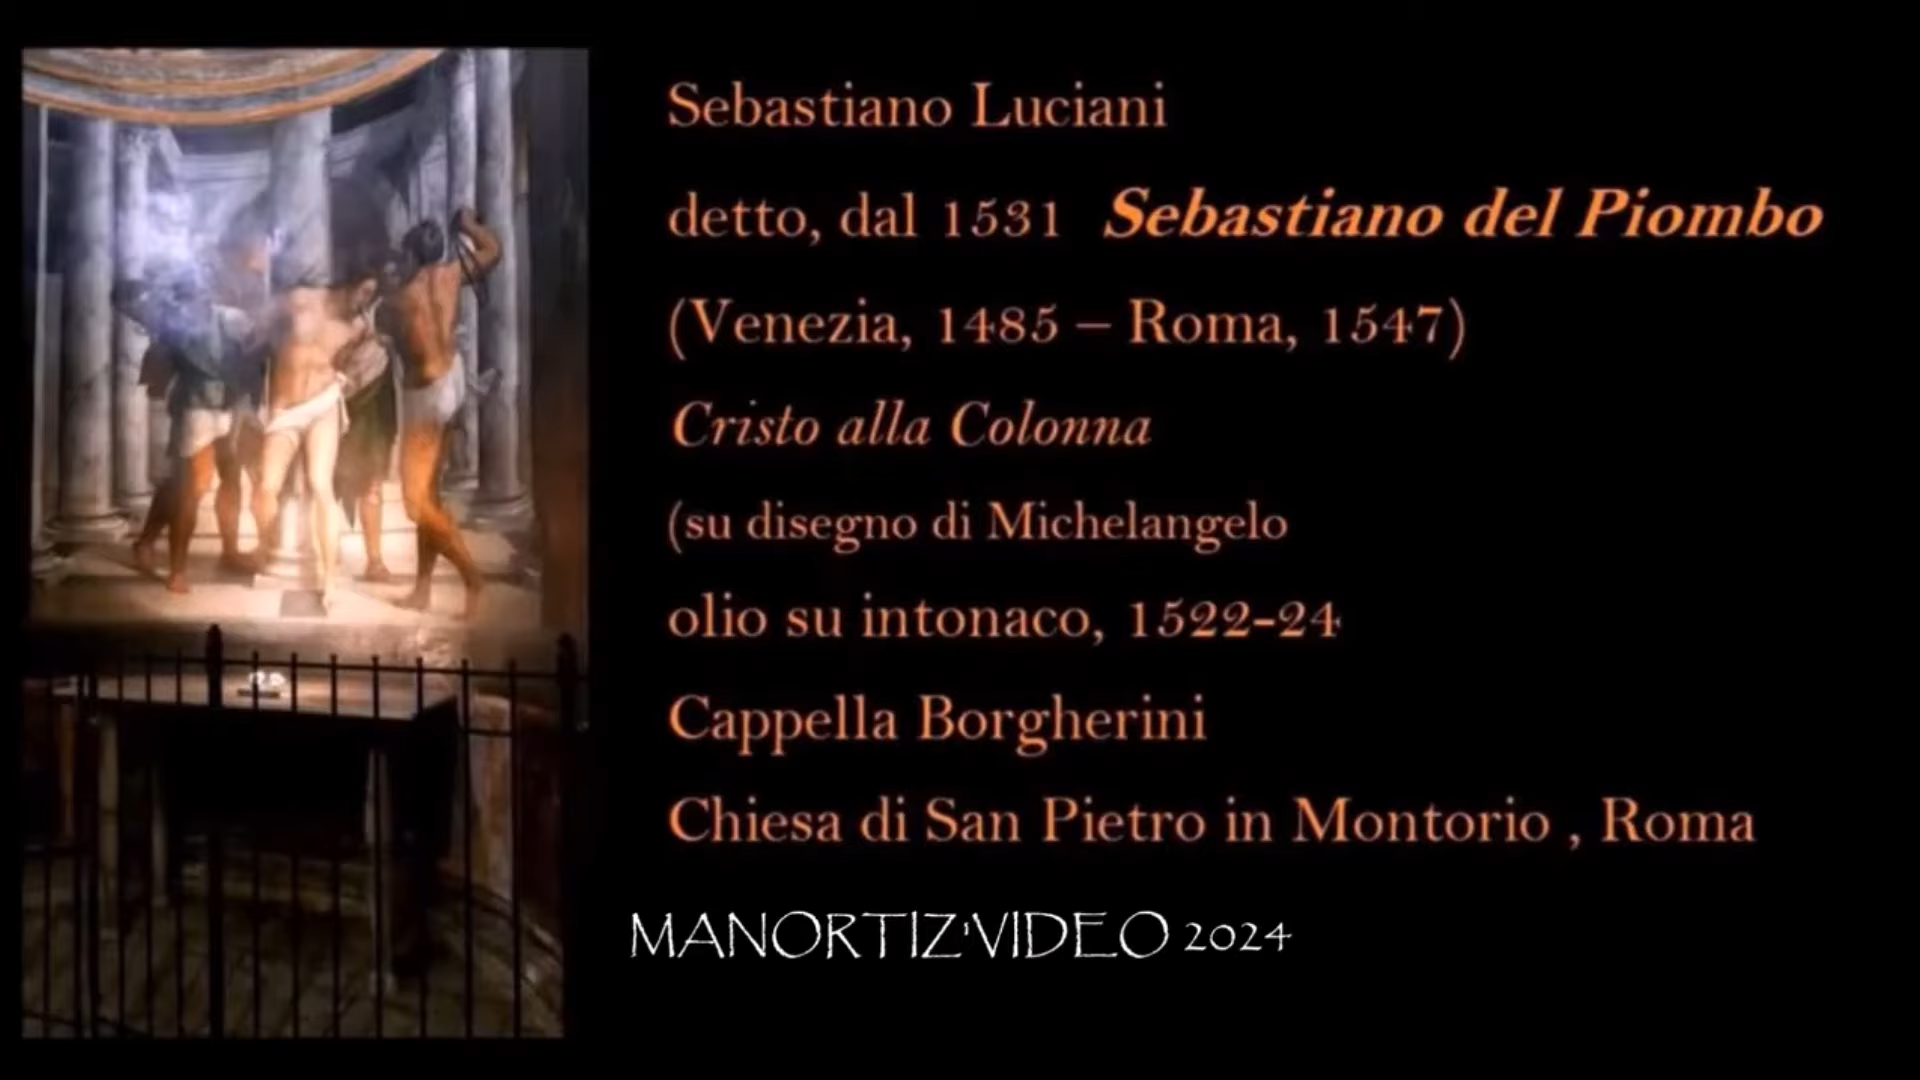 Sebastiano Luciani
detto, dal 1531 Sebastiano del Piombo
(Venezia, 1485 – Roma, 1547)
Cristo alla Colonna
(su disegno di Michelangelo
olio su intonaco, 1522-24
Cappella Borgherini
Chiesa di San Pietro in Montorio , Roma
MANORTIZ'VIDEO 2024